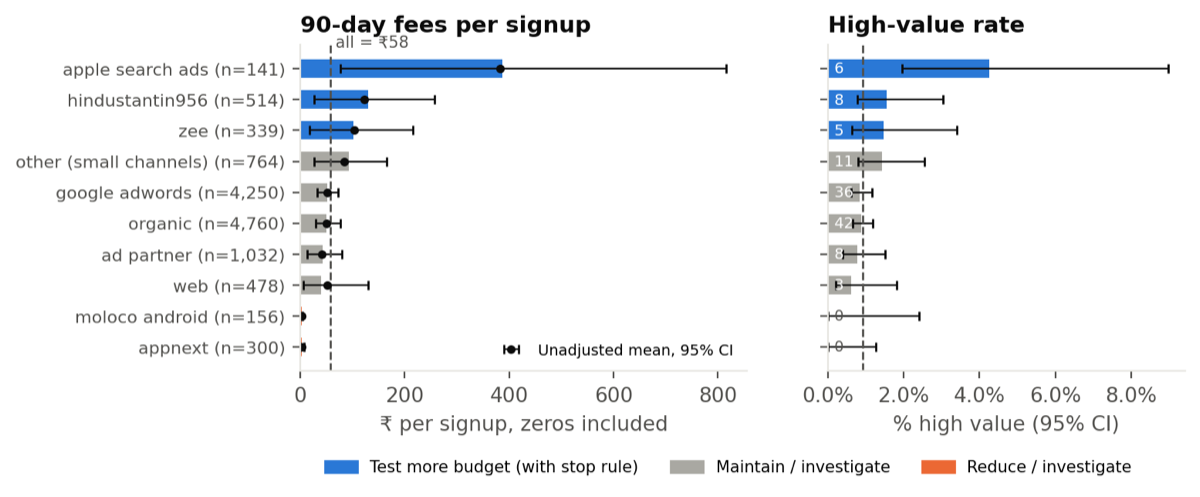 90-day fees per signup
all = ₹58
apple search ads (n=141)
hindustantin956 (n=514)
zee (n=339)
other (small channels) (n=764)
google adwords (n=4,250)
organic (n=4,760)
ad partner (n=1,032)
web (n=478)
moloco android (n=156)
appnext (n=300)
Unadjusted mean, 95% CI
0 200 400 600 800
₹ per signup, zeros included
High-value rate
6
8
5
11
36
42
8
3
0
0
0.0% 2.0% 4.0% 6.0% 8.0%
% high value (95% CI)
Test more budget (with stop rule) Maintain / investigate Reduce / investigate